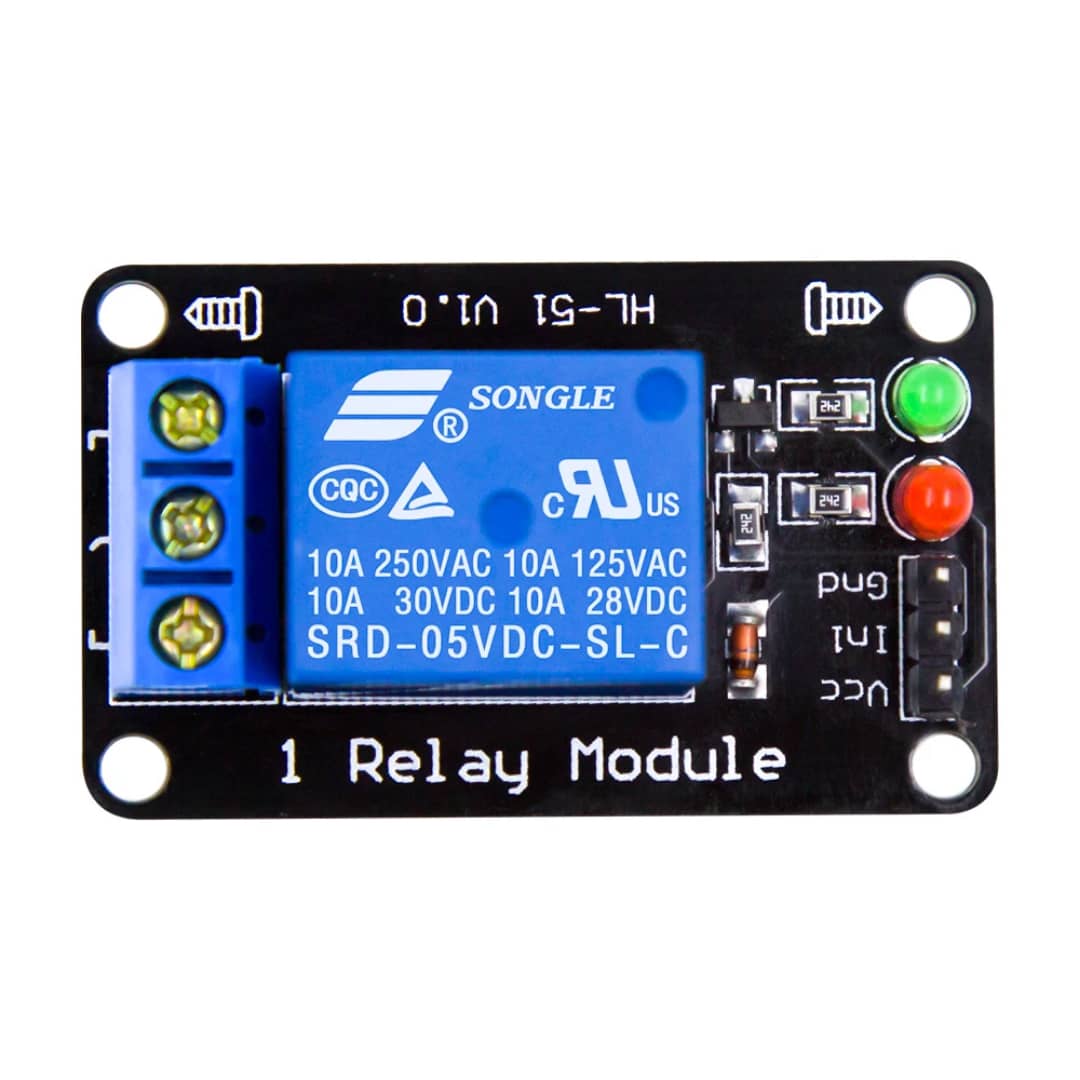 HL-51 V1.0
SONGLE
®
CQC
C RU US
10A 250VAC 10A 125VAC
10A 30VDC 10A 28VDC
SRD-05VDC-SL-C
242
242
242
Gnd
In1
Vcc
1 Relay Module